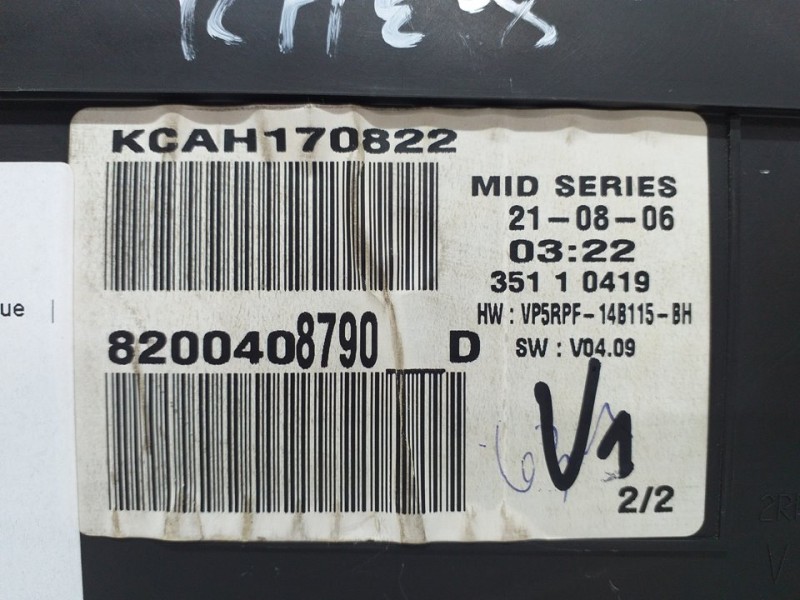 KCAH170822
MID SERIES
21-08-06
03:22
351 1 0419
HW : VP5RPF-14B115-BH
8200408790 D
SW : V04.09
V1
2/2
ue |